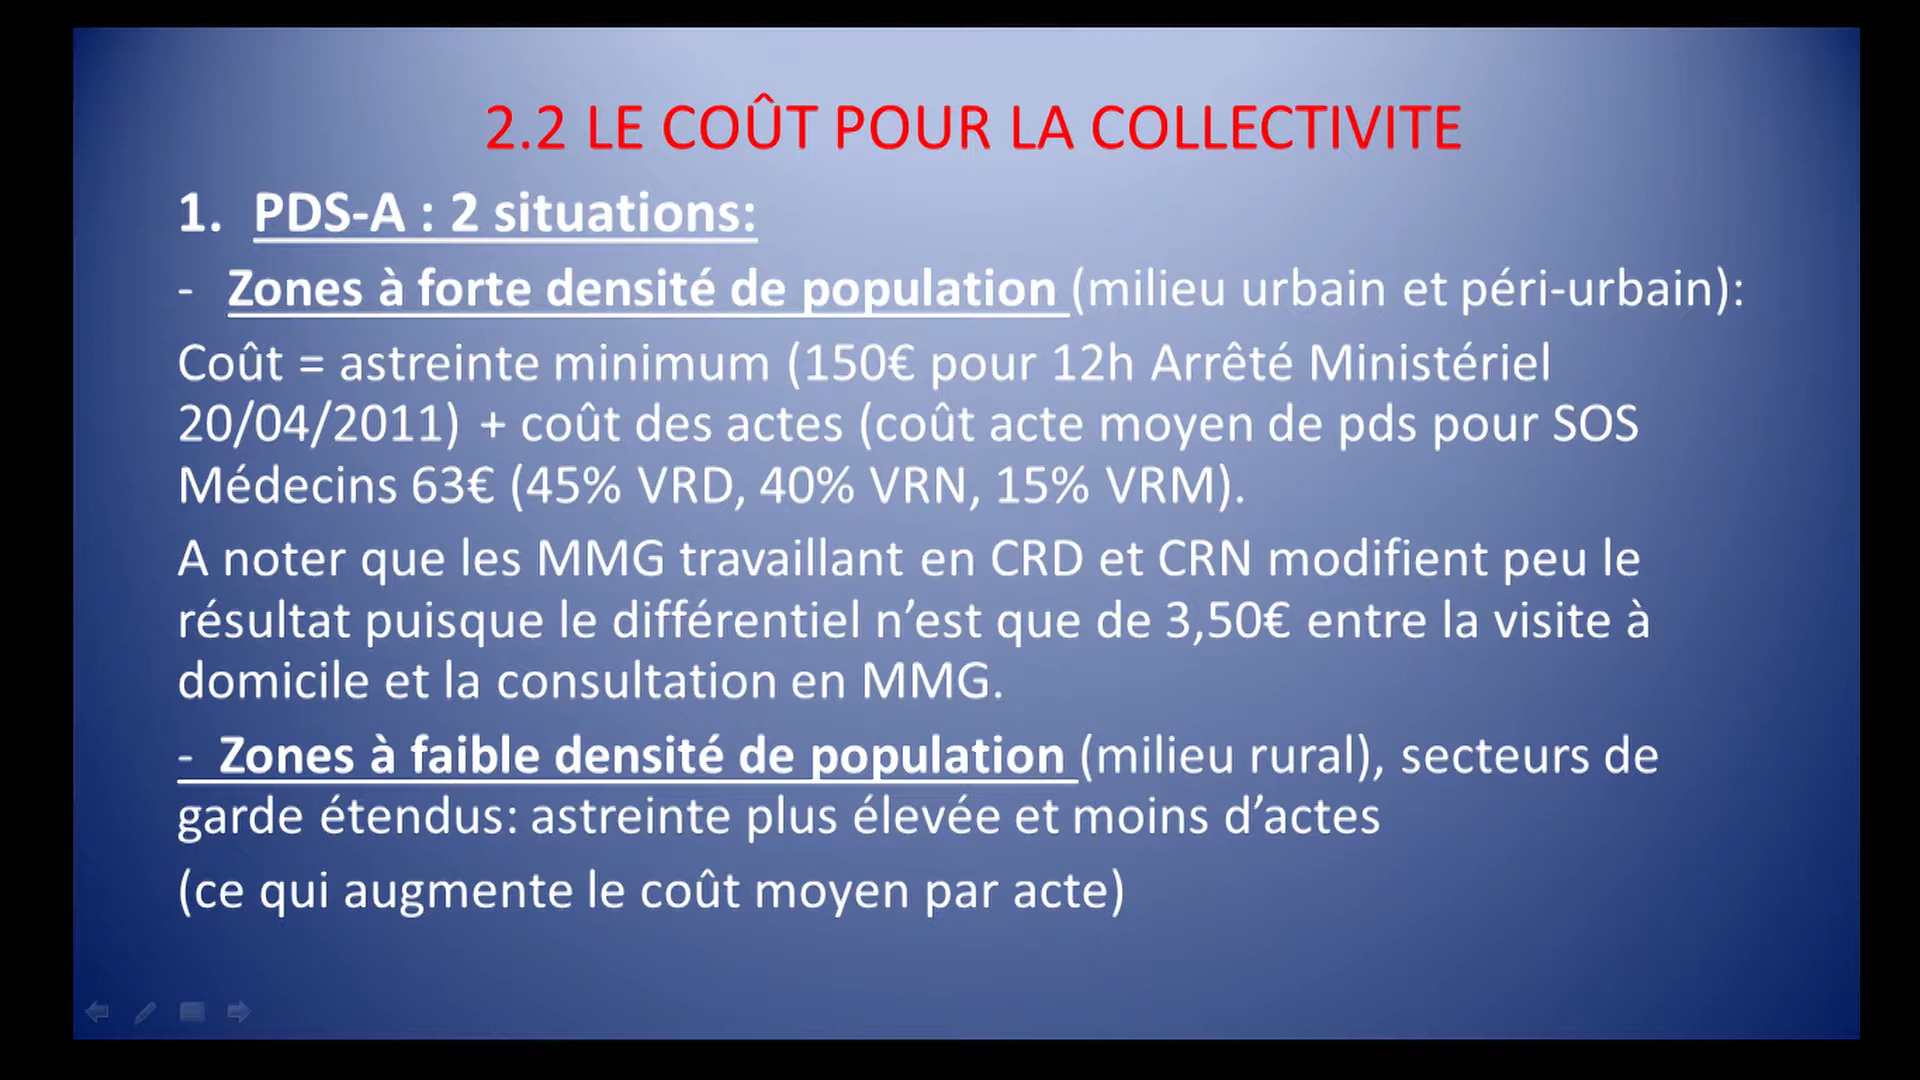 2.2 LE COÛT POUR LA COLLECTIVITE
1. PDS-A : 2 situations:
- Zones à forte densité de population (milieu urbain et péri-urbain):
Coût = astreinte minimum (150€ pour 12h Arrêté Ministériel
20/04/2011) + coût des actes (coût acte moyen de pds pour SOS
Médecins 63€ (45% VRD, 40% VRN, 15% VRM).
A noter que les MMG travaillant en CRD et CRN modifient peu le
résultat puisque le différentiel n’est que de 3,50€ entre la visite à
domicile et la consultation en MMG.
- Zones à faible densité de population (milieu rural), secteurs de
garde étendus: astreinte plus élevée et moins d’actes
(ce qui augmente le coût moyen par acte)